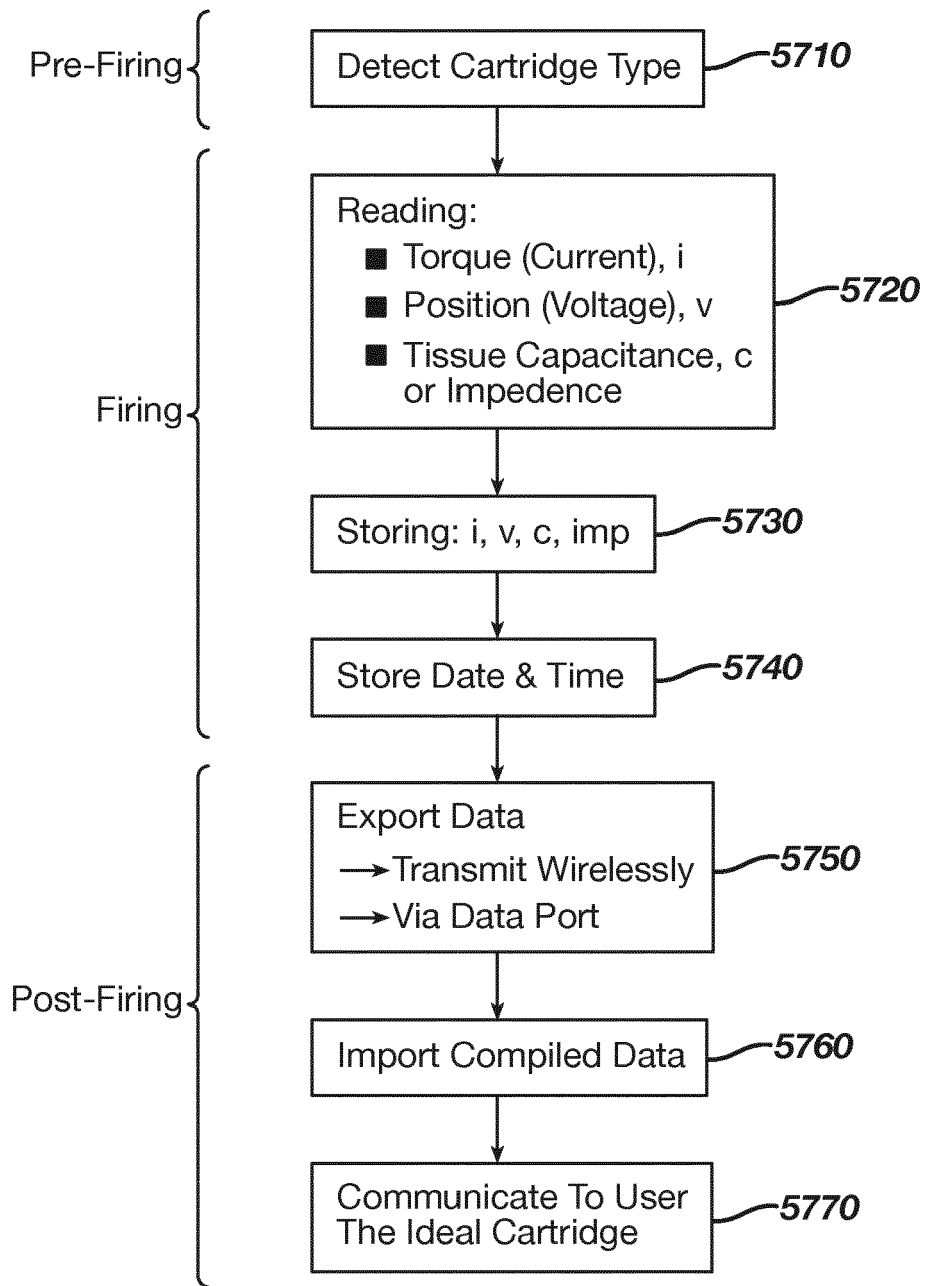 Pre-Firing
Detect Cartridge Type
5710
Firing
Reading:
■ Torque (Current), i
■ Position (Voltage), v
■ Tissue Capacitance, c
or Impedence
5720
Storing: i, v, c, imp
5730
Store Date & Time
5740
Post-Firing
Export Data
→Transmit Wirelessly
→Via Data Port
5750
Import Compiled Data
5760
Communicate To User
The Ideal Cartridge
5770